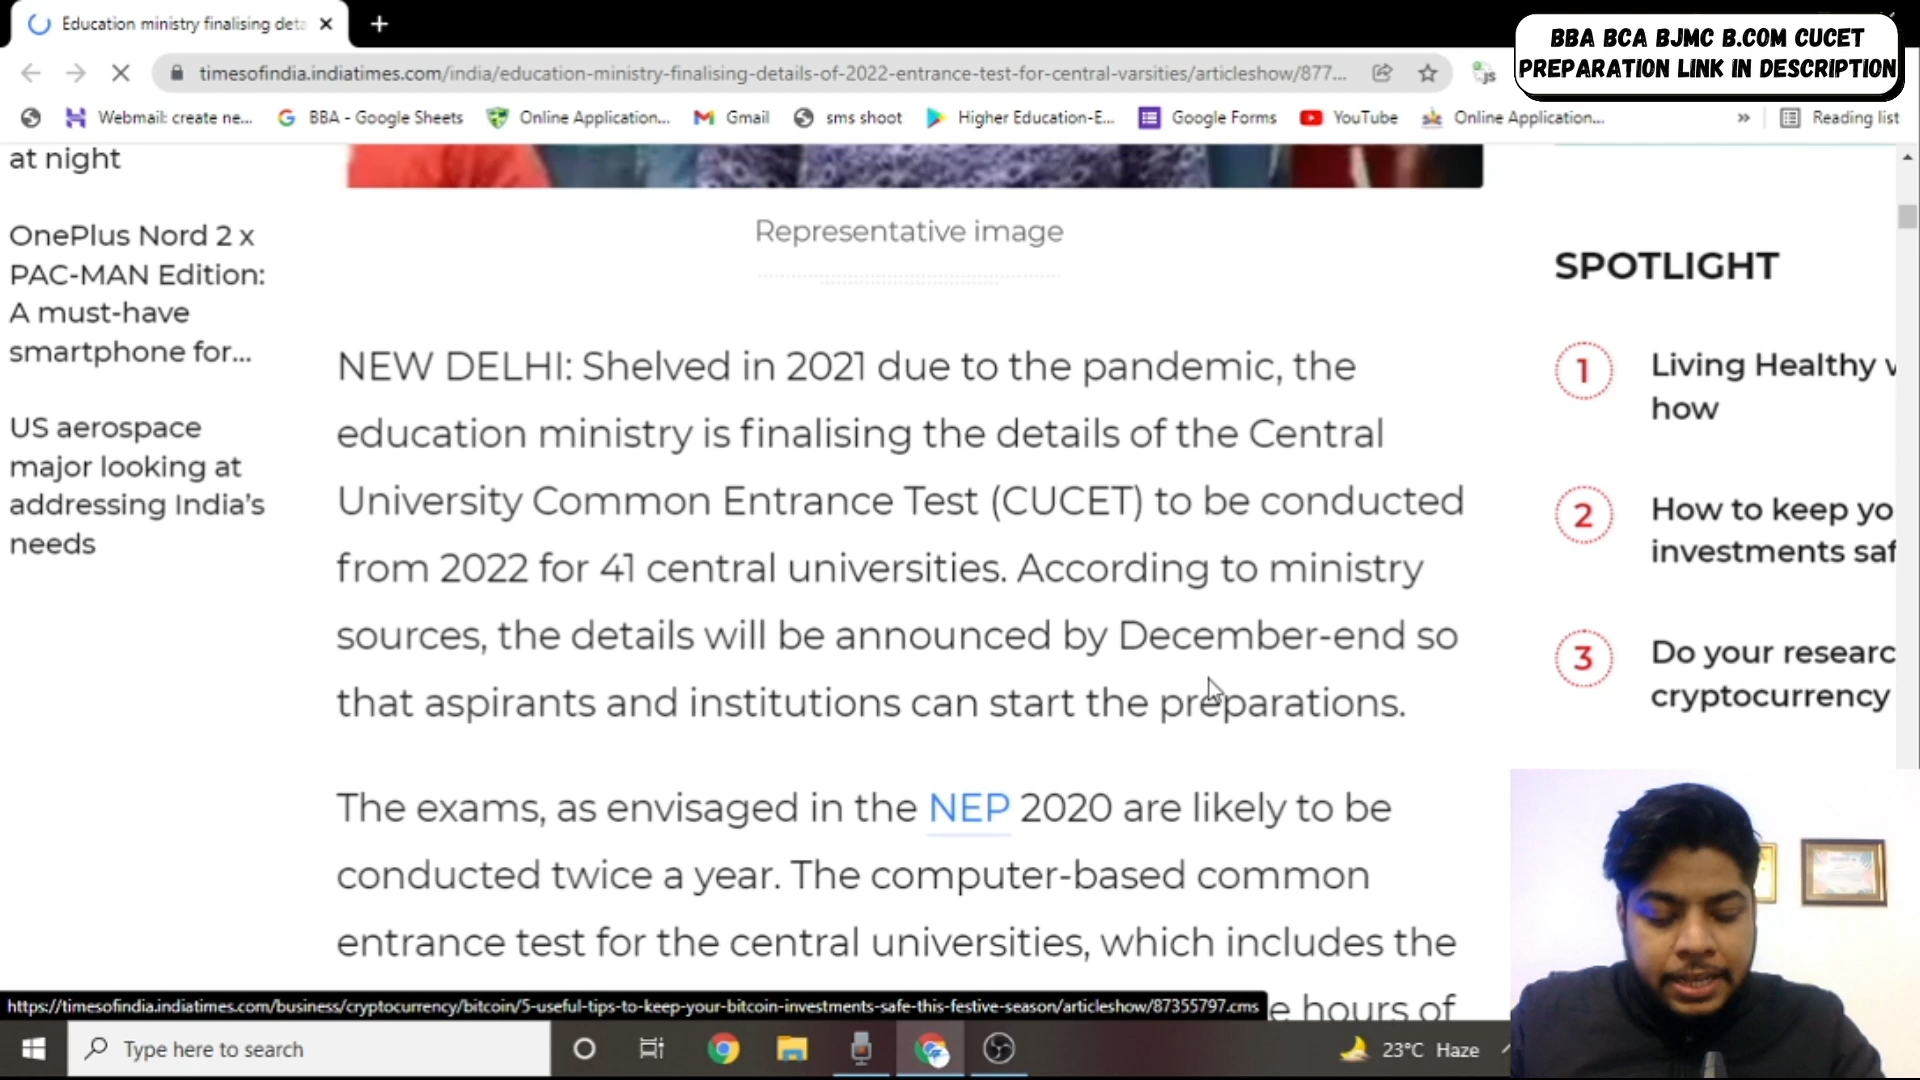 Education ministry finalising deta
BBA BCA BJMC B.COM CUCET
PREPARATION LINK IN DESCRIPTION
timesofindia.indiatimes.com/india/education-ministry-finalising-details-of-2022-entrance-test-for-central-varsities/articleshow/877...
Webmail: create ne...
BBA - Google Sheets
Online Application...
Gmail
sms shoot
Higher Education-E...
Google Forms
YouTube
Online Application...
»
Reading list
at night
OnePlus Nord 2 x
PAC-MAN Edition:
A must-have
smartphone for...
US aerospace
major looking at
addressing India's
needs
Representative image
NEW DELHI: Shelved in 2021 due to the pandemic, the
education ministry is finalising the details of the Central
University Common Entrance Test (CUCET) to be conducted
from 2022 for 41 central universities. According to ministry
sources, the details will be announced by December-end so
that aspirants and institutions can start the preparations.
The exams, as envisaged in the NEP 2020 are likely to be
conducted twice a year. The computer-based common
entrance test for the central universities, which includes the
e hours of
SPOTLIGHT
1 Living Healthy
how
2 How to keep yo
investments saf
3 Do your researc
cryptocurrency
https://timesofindia.indiatimes.com/business/cryptocurrency/bitcoin/5-useful-tips-to-keep-your-bitcoin-investments-safe-this-festive-season/articleshow/87355797.cms
Type here to search
23°C Haze